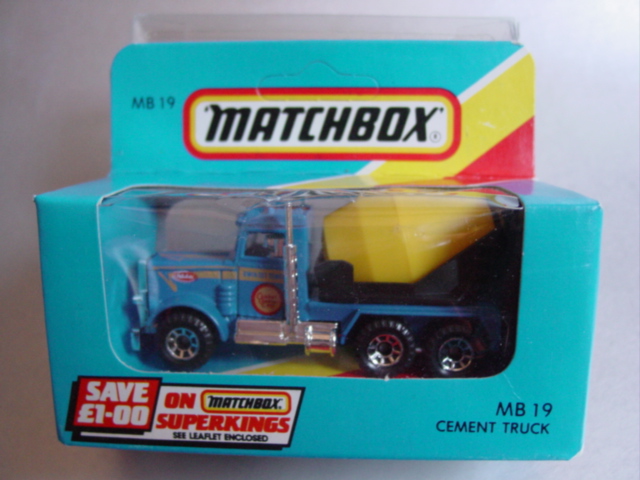 MB 19
MATCHBOX®
SAVE
£1-00
ON MATCHBOX®
SUPERKINGS
SEE LEAFLET ENCLOSED
MB 19
CEMENT TRUCK